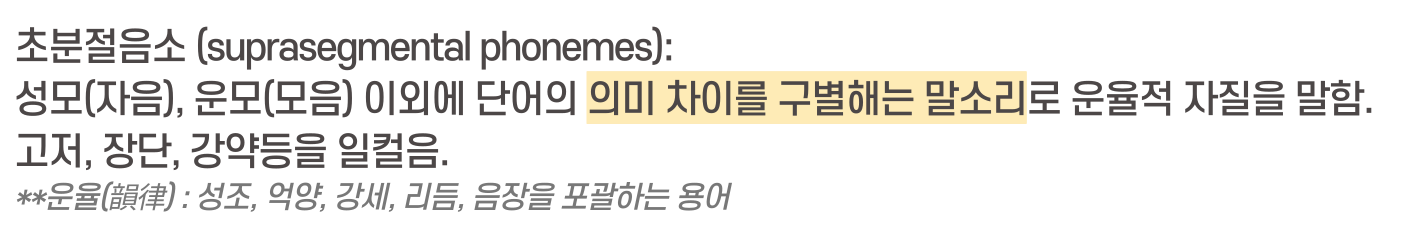 초분절음소 (suprasegmental phonemes):
성모(자음), 운모(모음) 이외에 단어의 의미 차이를 구별해는 말소리로 운율적 자질을 말함.
고저, 장단, 강약등을 일컬음.
**운율(韻律) : 성조, 억양, 강세, 리듬, 음장을 포괄하는 용어